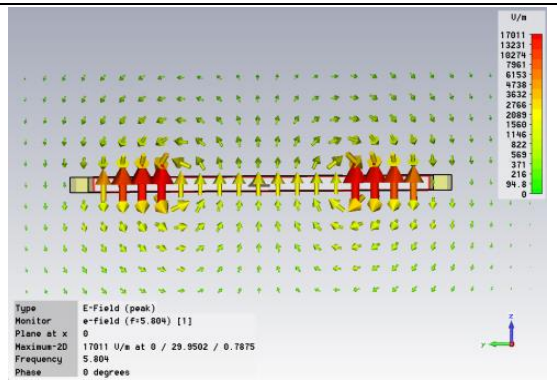 V/m
17011
13231
10274
7961
6153
4738
3632
2766
2089
1560
1146
822
569
371
216
94.8
0
Type E-Field (peak)
Monitor e-field (f=5.804) [1]
Plane at x 0
Maximum-2D 17011 V/m at 0 / 29.9502 / 0.7875
Frequency 5.804
Phase 0 degrees
z
y